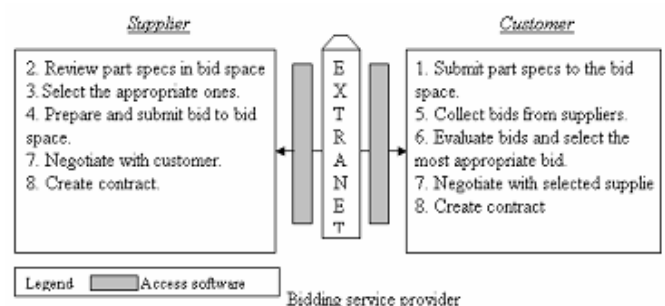 Supplier
Customer
2. Review part specs in bid space
3. Select the appropriate ones.
4. Prepare and submit bid to bid
space.
7. Negotiate with customer.
8. Create contract.
E
X
T
R
A
N
E
T
1. Submit part specs to the bid
space.
5. Collect bids from suppliers.
6. Evaluate bids and select the
most appropriate bid.
7. Negotiate with selected supplie
8. Create contract
Legend
Access software
Bidding service provider